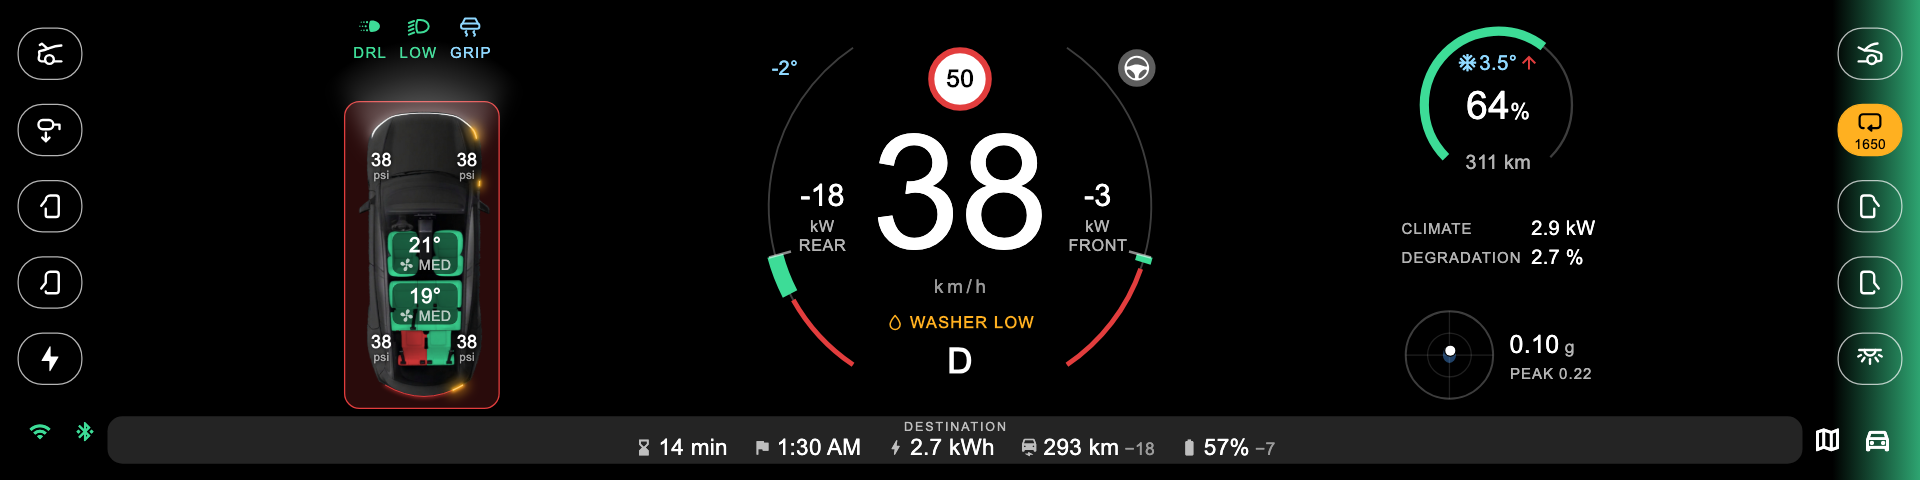 DRL LOW GRIP
38 psi
38 psi
21°
MED
19°
MED
38 psi
38 psi
-2°
50
38
km/h
-18
kW
REAR
-3
kW
FRONT
WASHER LOW
D
3.5°
64%
311 km
CLIMATE 2.9 kW
DEGRADATION 2.7 %
0.10 g
PEAK 0.22
1650
DESTINATION
14 min 1:30 AM 2.7 kWh 293 km –18 57% –7